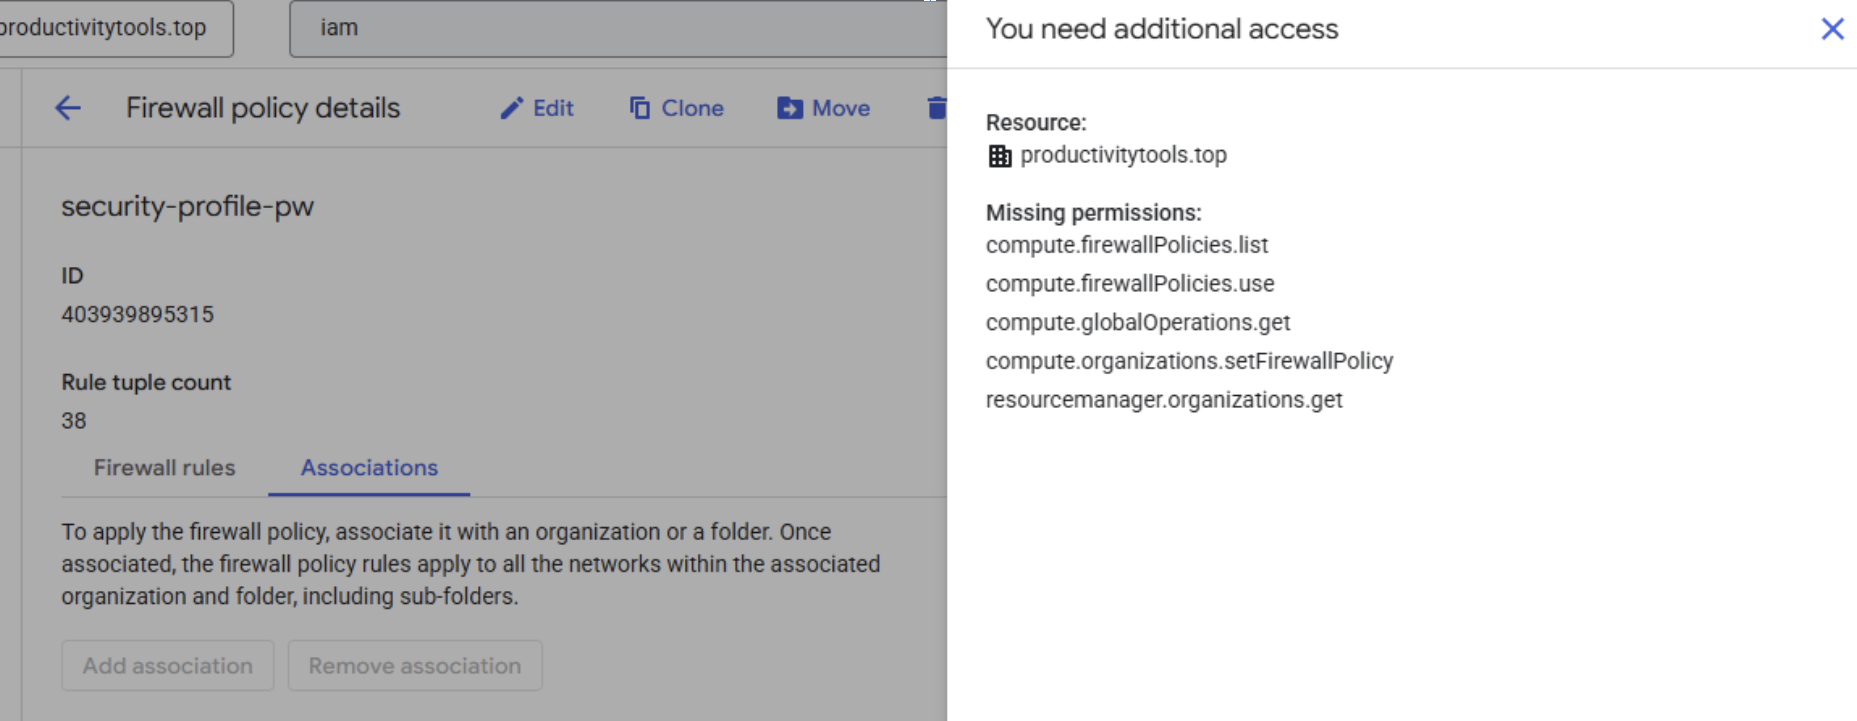 productivitytools.top
iam
Firewall policy details
Edit
Clone
Move
security-profile-pw
ID
403939895315
Rule tuple count
38
Firewall rules
Associations
To apply the firewall policy, associate it with an organization or a folder. Once
associated, the firewall policy rules apply to all the networks within the associated
organization and folder, including sub-folders.
Add association
Remove association
You need additional access
Resource:
productivitytools.top
Missing permissions:
compute.firewallPolicies.list
compute.firewallPolicies.use
compute.globalOperations.get
compute.organizations.setFirewallPolicy
resourcemanager.organizations.get